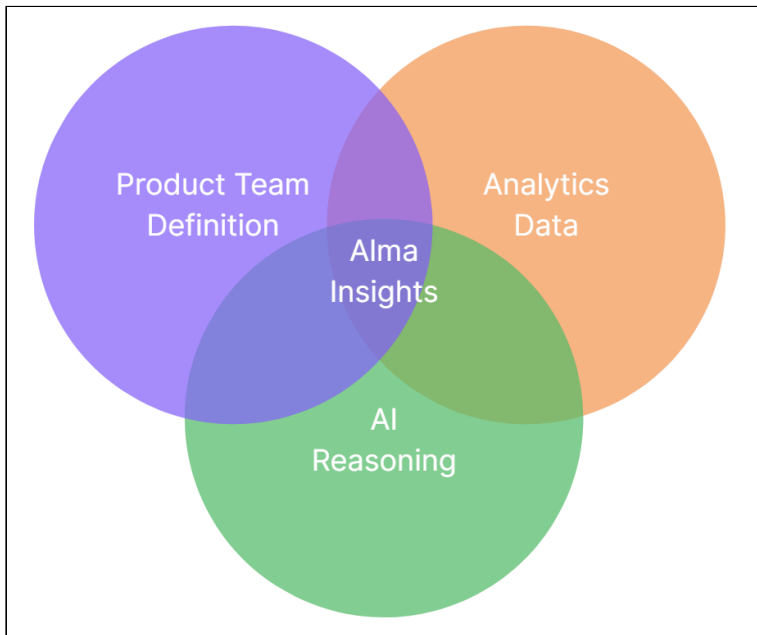 Product Team
Definition
Analytics
Data
Alma
Insights
AI
Reasoning